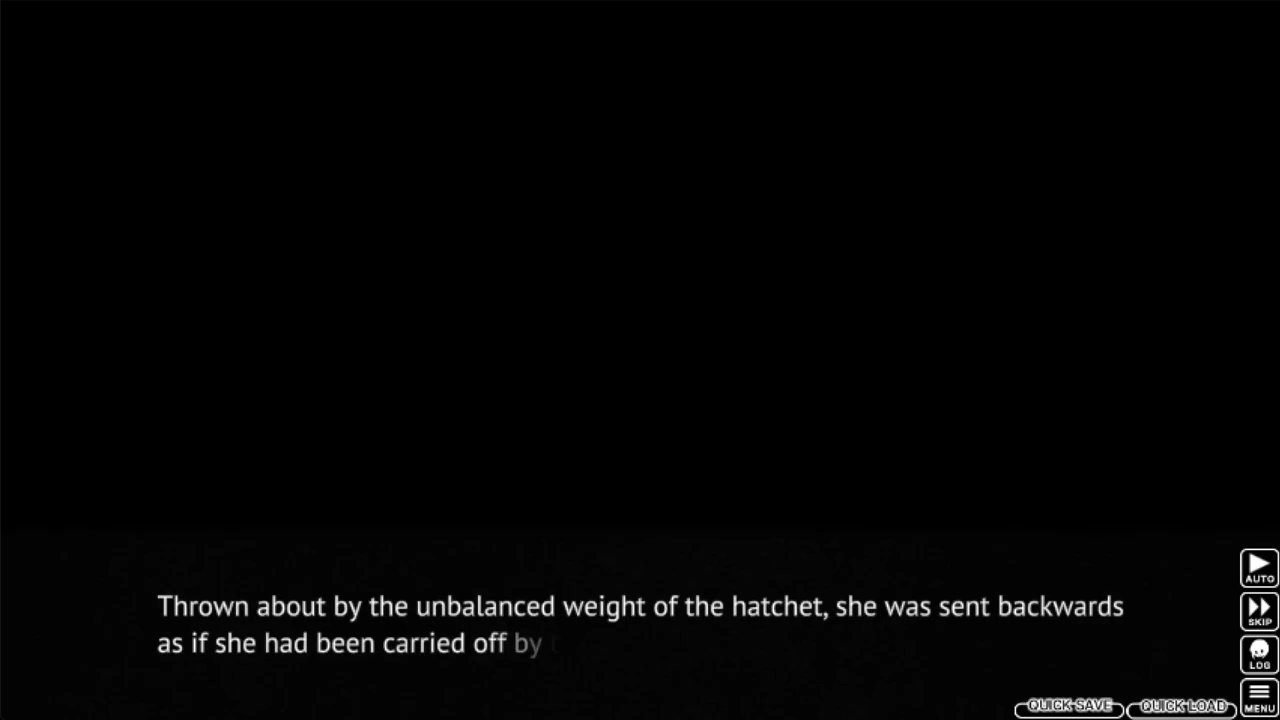 Thrown about by the unbalanced weight of the hatchet, she was sent backwards
as if she had been carried off by
AUTO
SKIP
LOG
MENU
QUICK SAVE QUICK LOAD